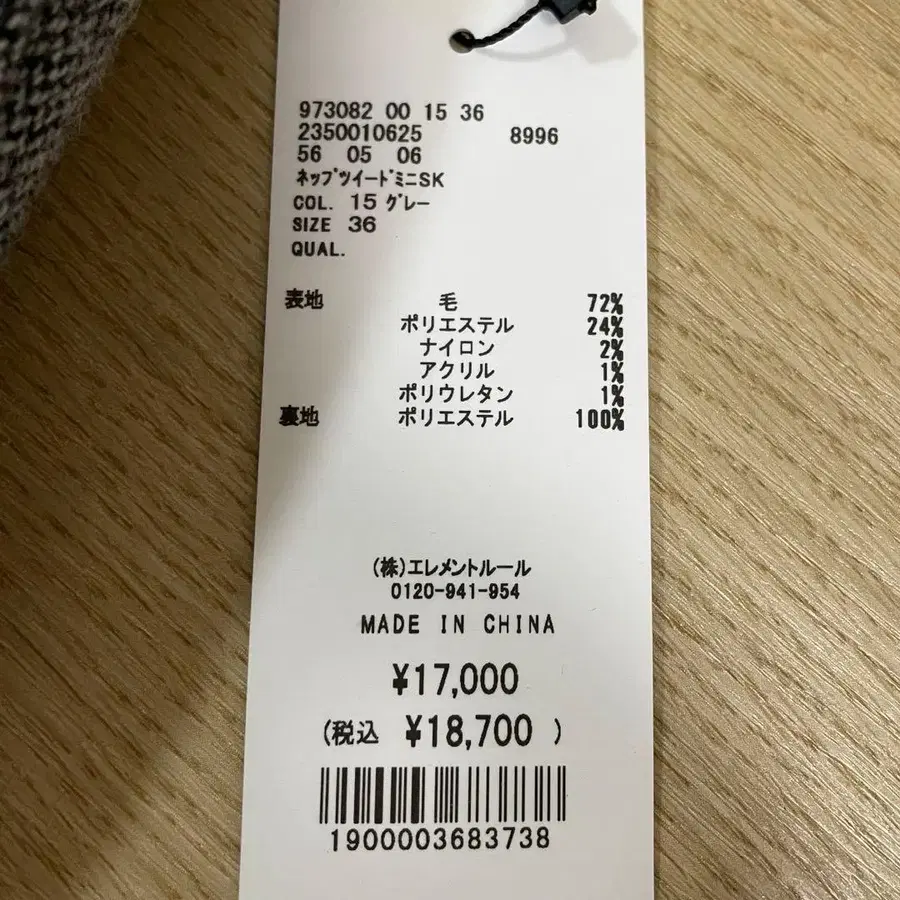 973082 00 15 36
2350010625 8996
56 05 06
ﾈｯﾌﾟﾂｲｰﾄﾞﾐﾆSK
COL. 15 ｸﾞﾚｰ
SIZE 36
QUAL.
表地 毛 72%
ポリエステル 24%
ナイロン 2%
アクリル 1%
ポリウレタン 1%
裏地 ポリエステル 100%
(株)エレメントルール
0120-941-954
MADE IN CHINA
¥17,000
(税込 ¥18,700 )
1900003683738